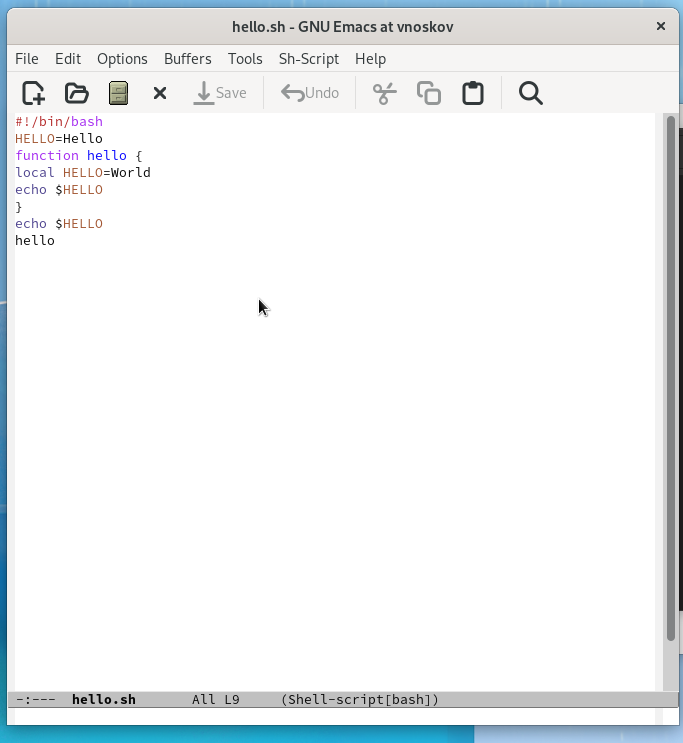 hello.sh - GNU Emacs at vnoskov
File Edit Options Buffers Tools Sh-Script Help
Save Undo
#!/bin/bash
HELLO=Hello
function hello {
local HELLO=World
echo $HELLO
}
echo $HELLO
hello
-:--- hello.sh All L9 (Shell-script[bash])